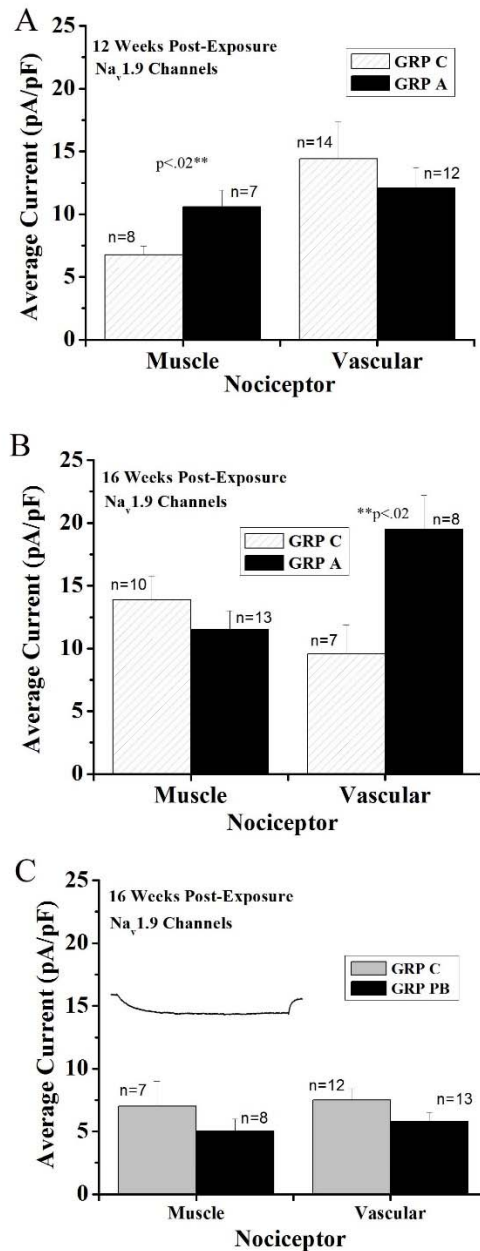 A
12 Weeks Post-Exposure
Nav1.9 Channels
GRP C
GRP A
25
20
15
10
5
0
Average Current (pA/pF)
p<.02**
n=8
n=7
n=14
n=12
Muscle
Vascular
Nociceptor
B
16 Weeks Post-Exposure
Nav1.9 Channels
GRP C
GRP A
25
20
15
10
5
0
Average Current (pA/pF)
**p<.02
n=10
n=13
n=7
n=8
Muscle
Vascular
Nociceptor
C
16 Weeks Post-Exposure
Nav1.9 Channels
GRP C
GRP PB
25
20
15
10
5
0
Average Current (pA/pF)
n=7
n=8
n=12
n=13
Muscle
Vascular
Nociceptor